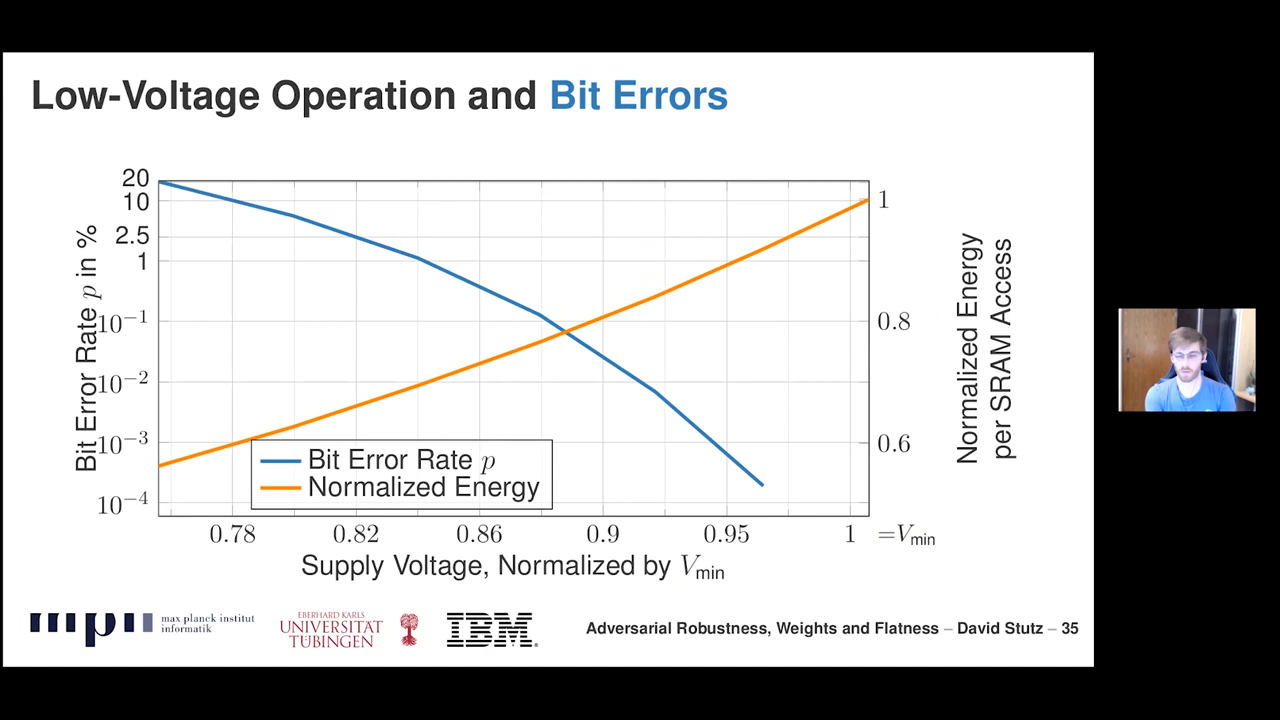 Low-Voltage Operation and Bit Errors
20
10
2.5
1
10−1
10−2
10−3
10−4
Bit Error Rate p in %
1
0.8
0.6
Normalized Energy
per SRAM Access
Bit Error Rate p
Normalized Energy
0.78 0.82 0.86 0.9 0.95 1 =Vmin
Supply Voltage, Normalized by Vmin
mpii max planck institut
informatik
EBERHARD KARLS
UNIVERSITÄT
TÜBINGEN
IBM
Adversarial Robustness, Weights and Flatness – David Stutz – 35